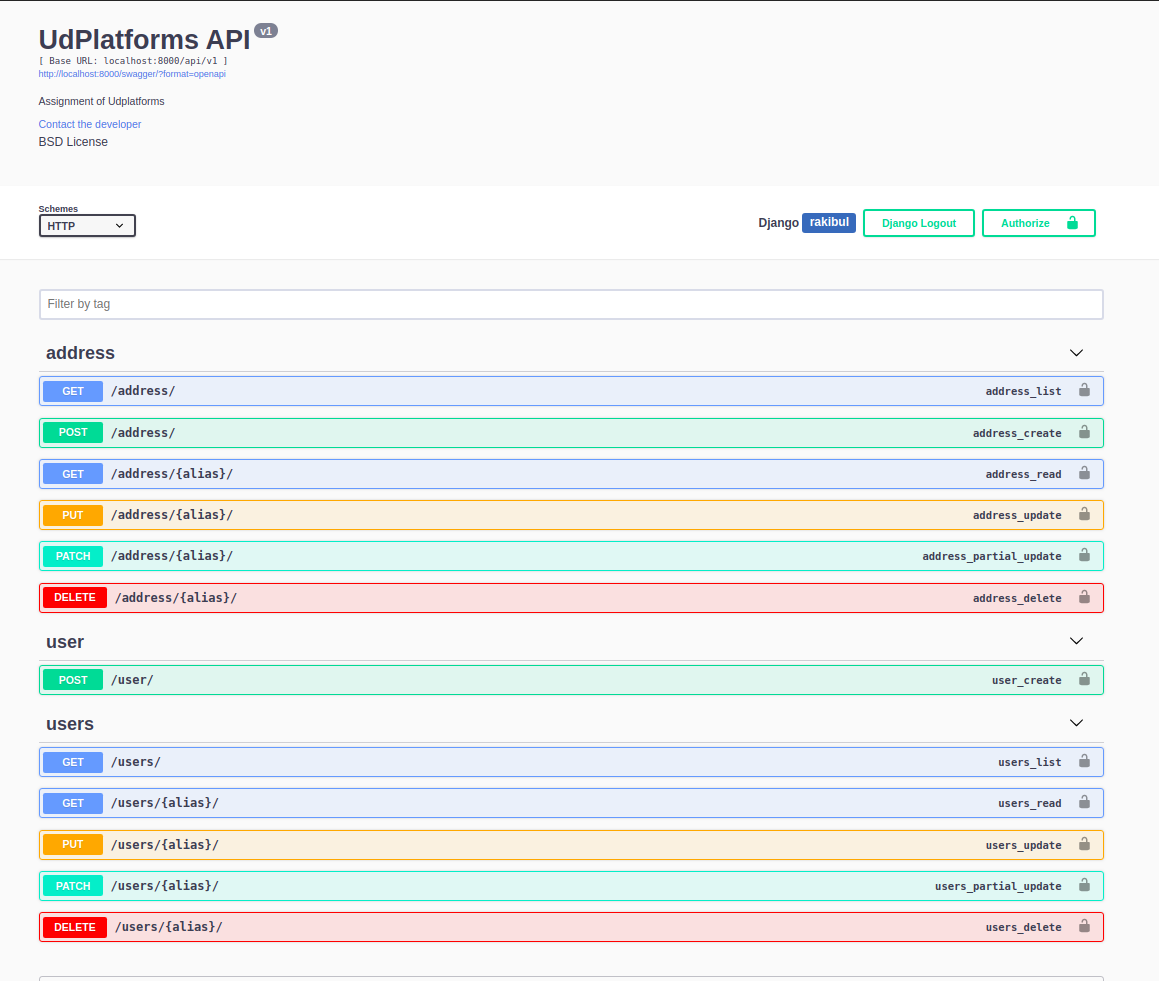 UdPlatforms API v1
[ Base URL: localhost:8000/api/v1 ]
http://localhost:8000/swagger/?format=openapi
Assignment of Udplatforms
Contact the developer
BSD License
Schemes
HTTP
Django rakibul Django Logout Authorize
Filter by tag
address
GET /address/ address_list
POST /address/ address_create
GET /address/{alias}/ address_read
PUT /address/{alias}/ address_update
PATCH /address/{alias}/ address_partial_update
DELETE /address/{alias}/ address_delete
user
POST /user/ user_create
users
GET /users/ users_list
GET /users/{alias}/ users_read
PUT /users/{alias}/ users_update
PATCH /users/{alias}/ users_partial_update
DELETE /users/{alias}/ users_delete